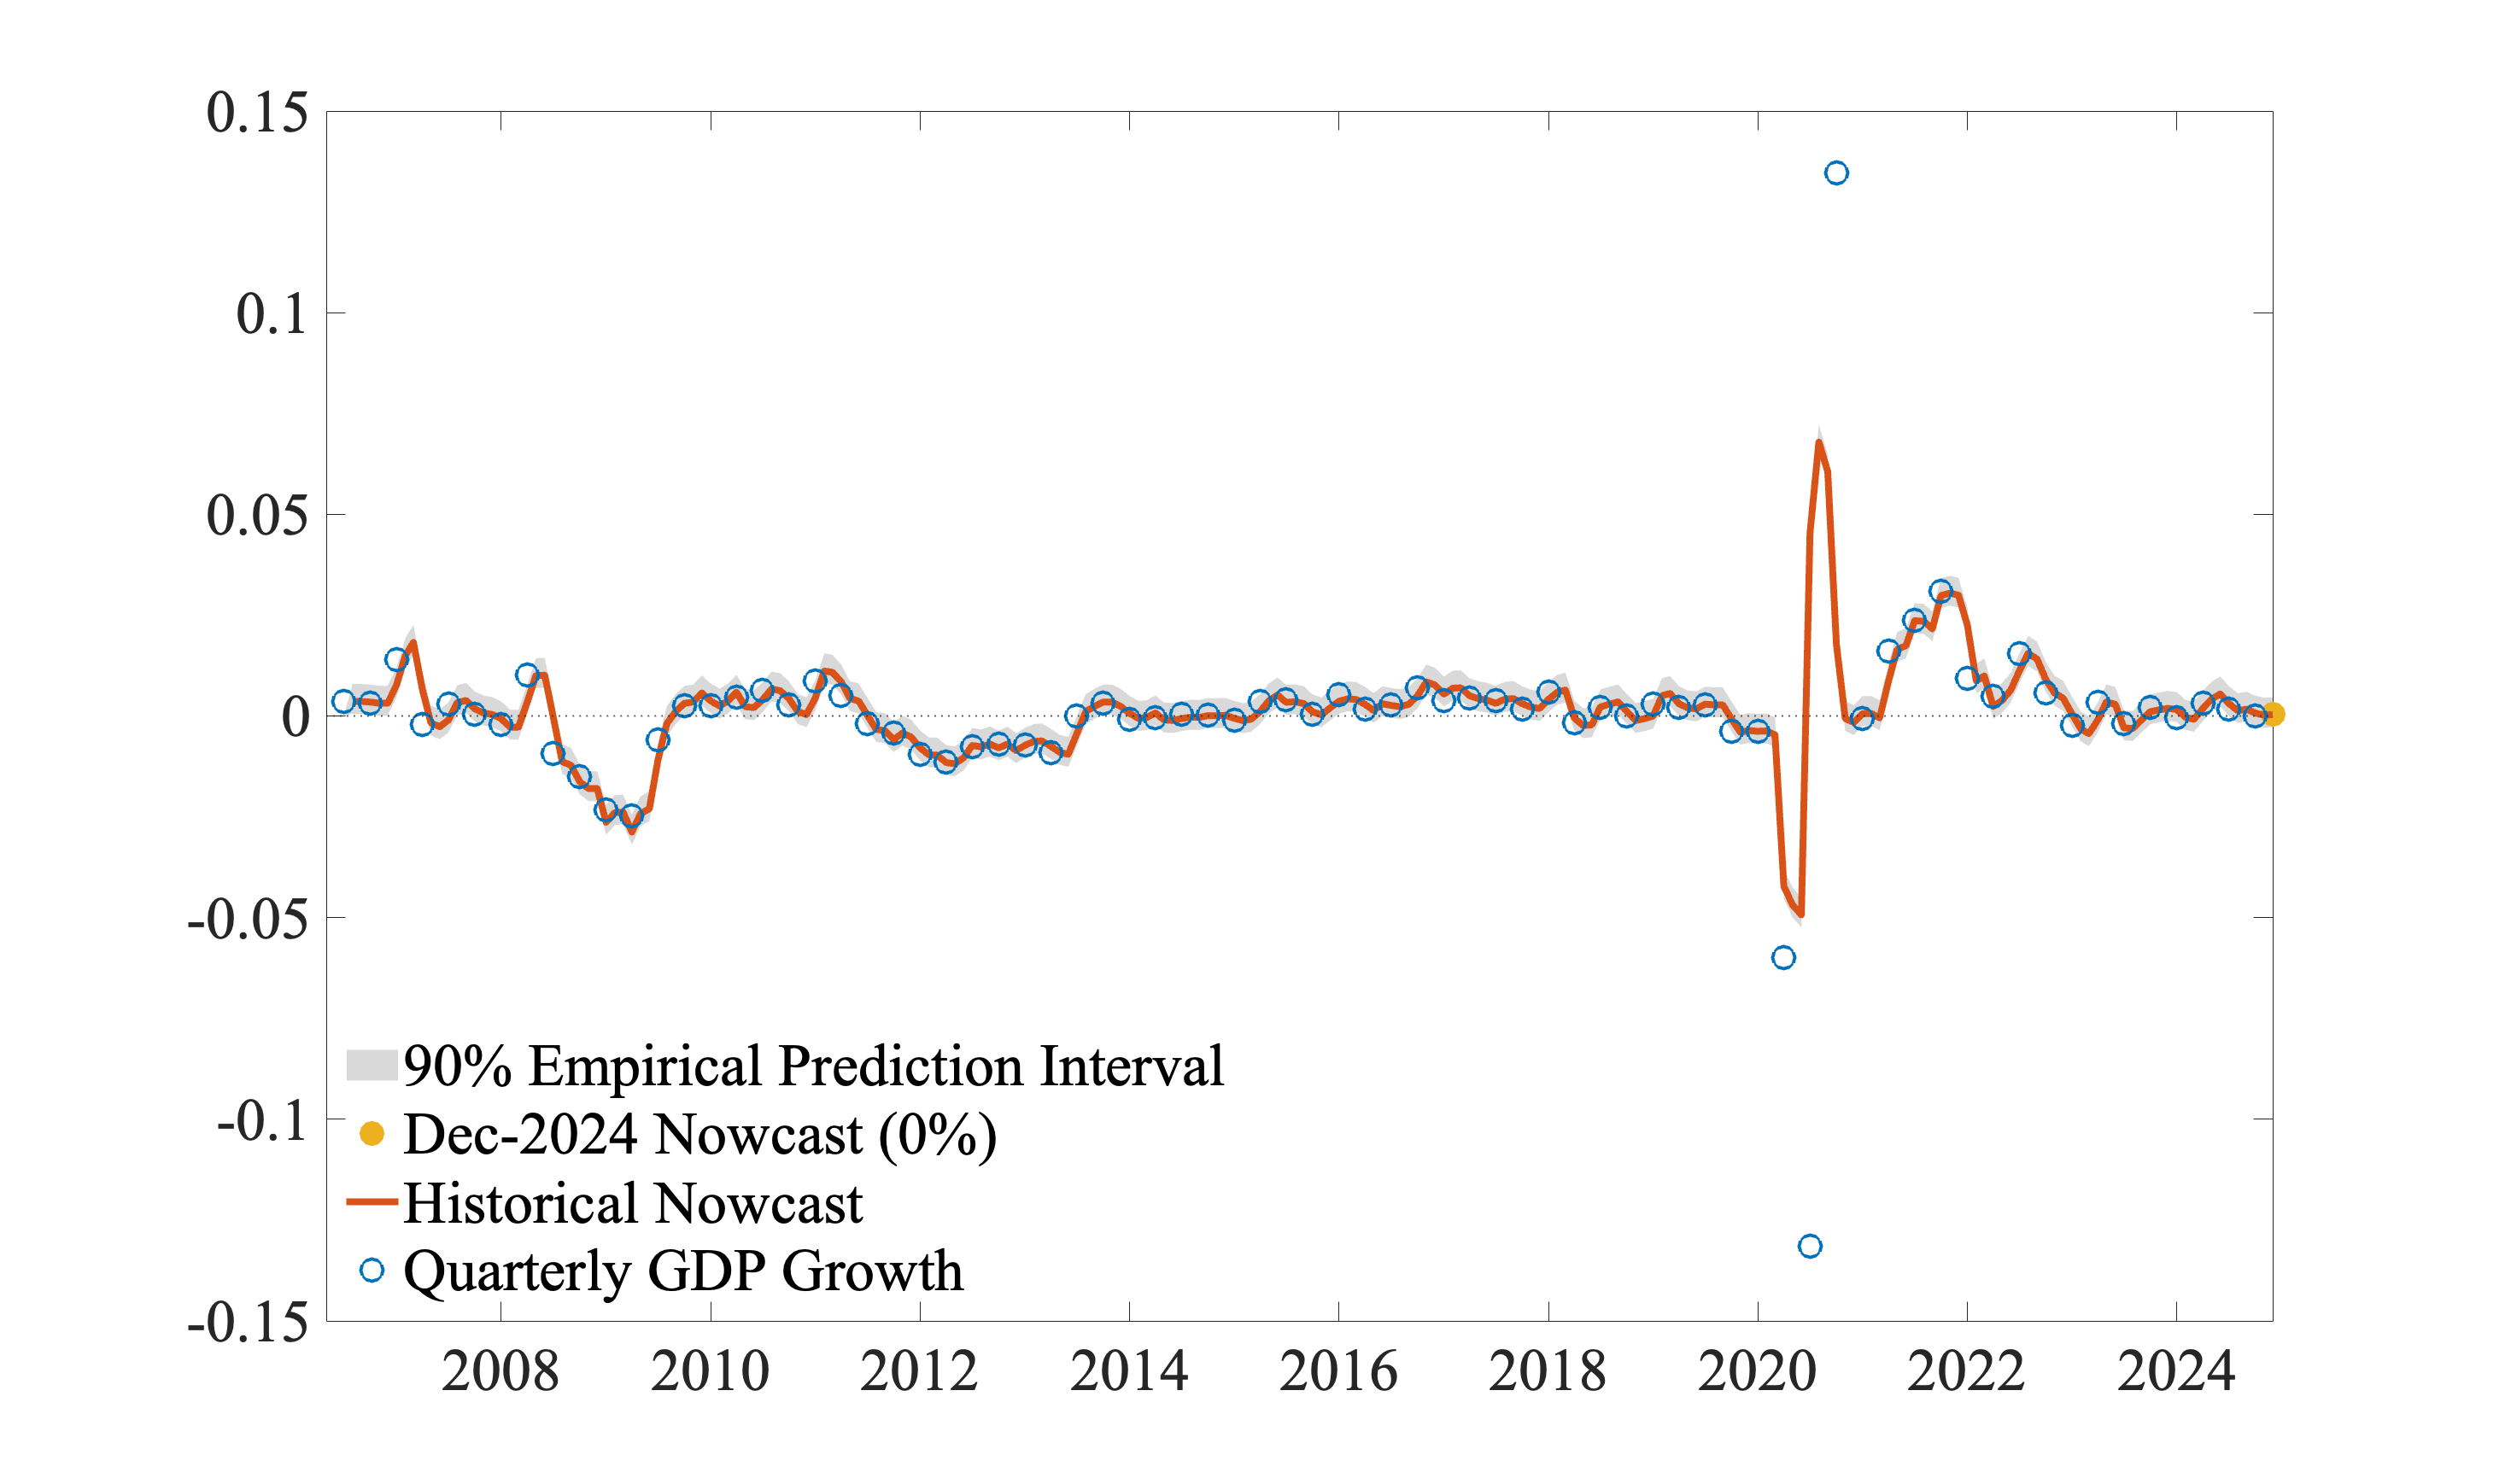 0.15
0.1
0.05
0
-0.05
-0.1
-0.15
90% Empirical Prediction Interval
Dec-2024 Nowcast (0%)
Historical Nowcast
Quarterly GDP Growth
2008 2010 2012 2014 2016 2018 2020 2022 2024